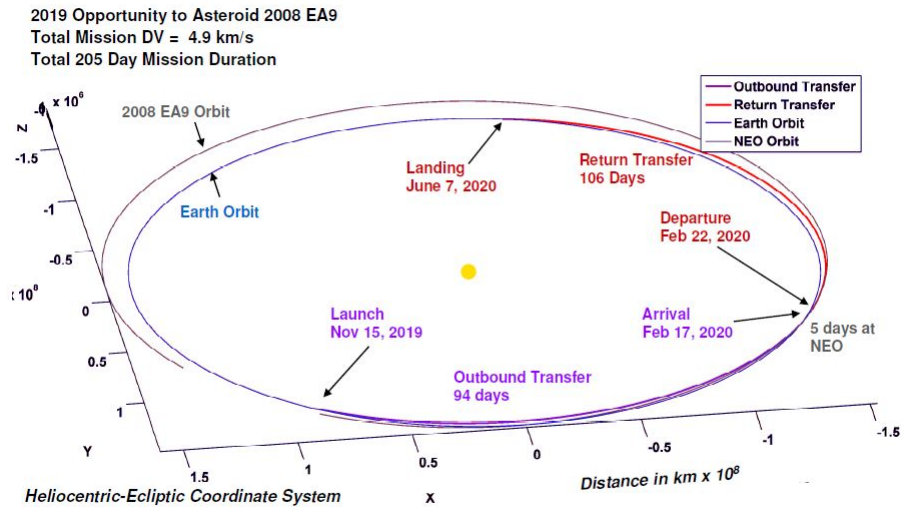 2019 Opportunity to Asteroid 2008 EA9
Total Mission DV = 4.9 km/s
Total 205 Day Mission Duration
Outbound Transfer
Return Transfer
Earth Orbit
NEO Orbit
x 10⁶
Z
-1.5
-1
-0.5
0
0.5
1
Y
2008 EA9 Orbit
Earth Orbit
Landing
June 7, 2020
Return Transfer
106 Days
Departure
Feb 22, 2020
Launch
Nov 15, 2019
Arrival
Feb 17, 2020
5 days at
NEO
Outbound Transfer
94 days
1.5
1
0.5
0
-0.5
-1
-1.5
X
Distance in km x 10⁸
Heliocentric-Ecliptic Coordinate System